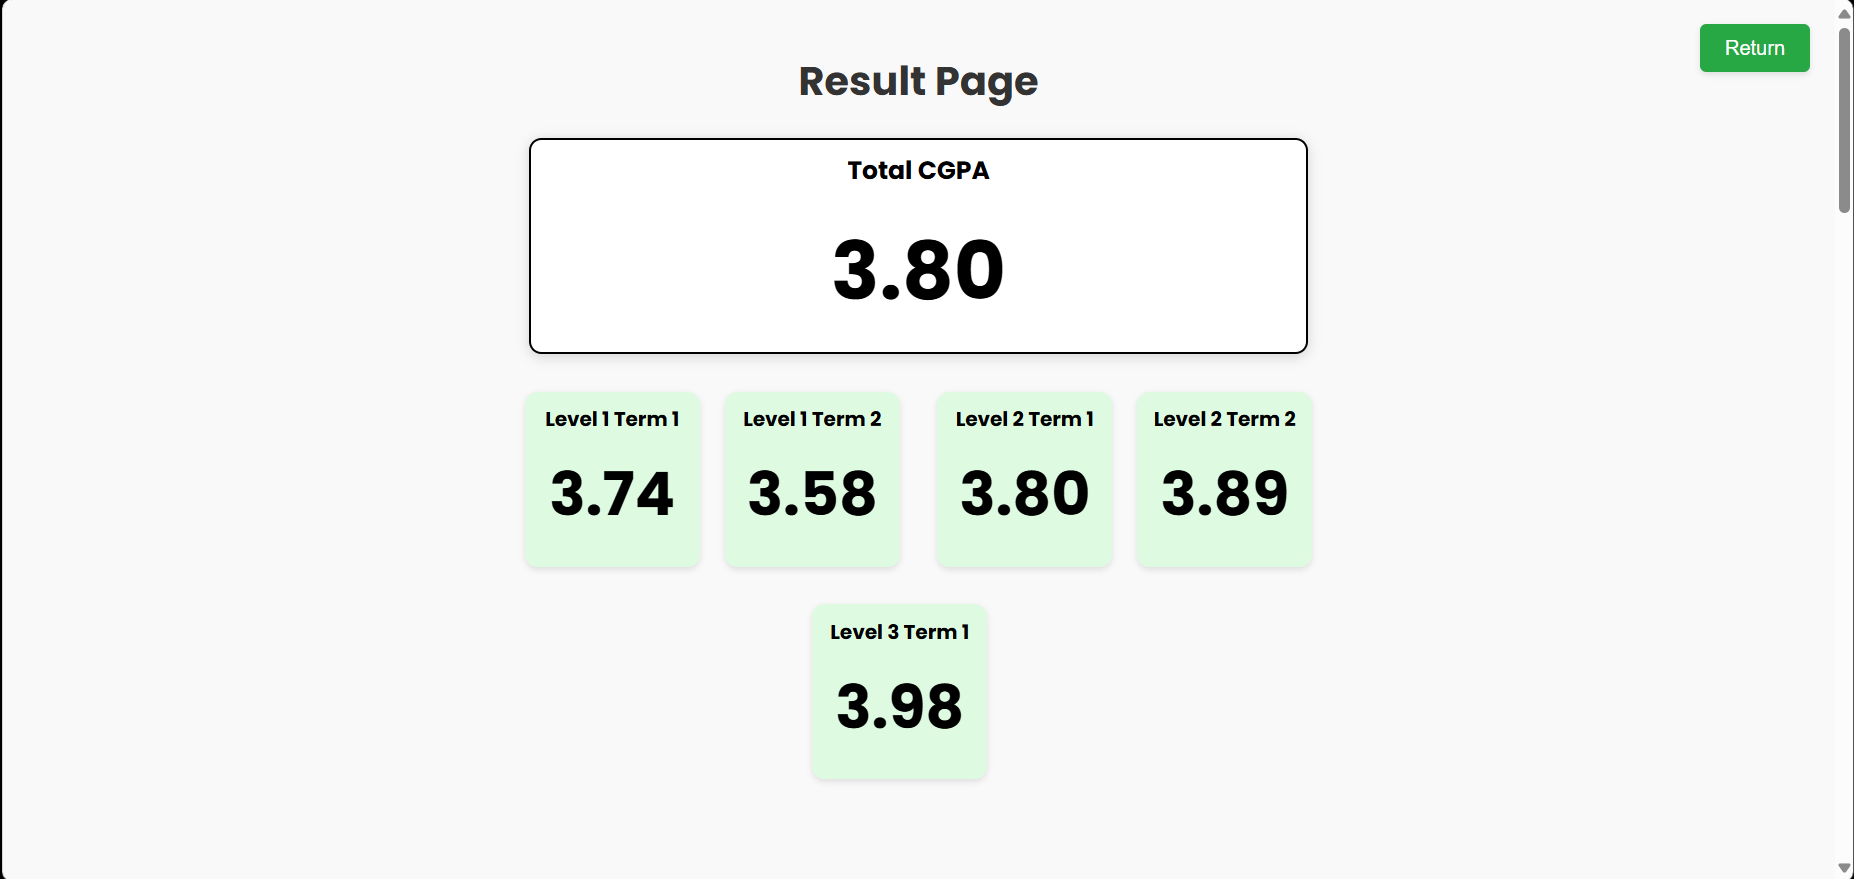 Return
Result Page
Total CGPA
3.80
Level 1 Term 1
3.74
Level 1 Term 2
3.58
Level 2 Term 1
3.80
Level 2 Term 2
3.89
Level 3 Term 1
3.98